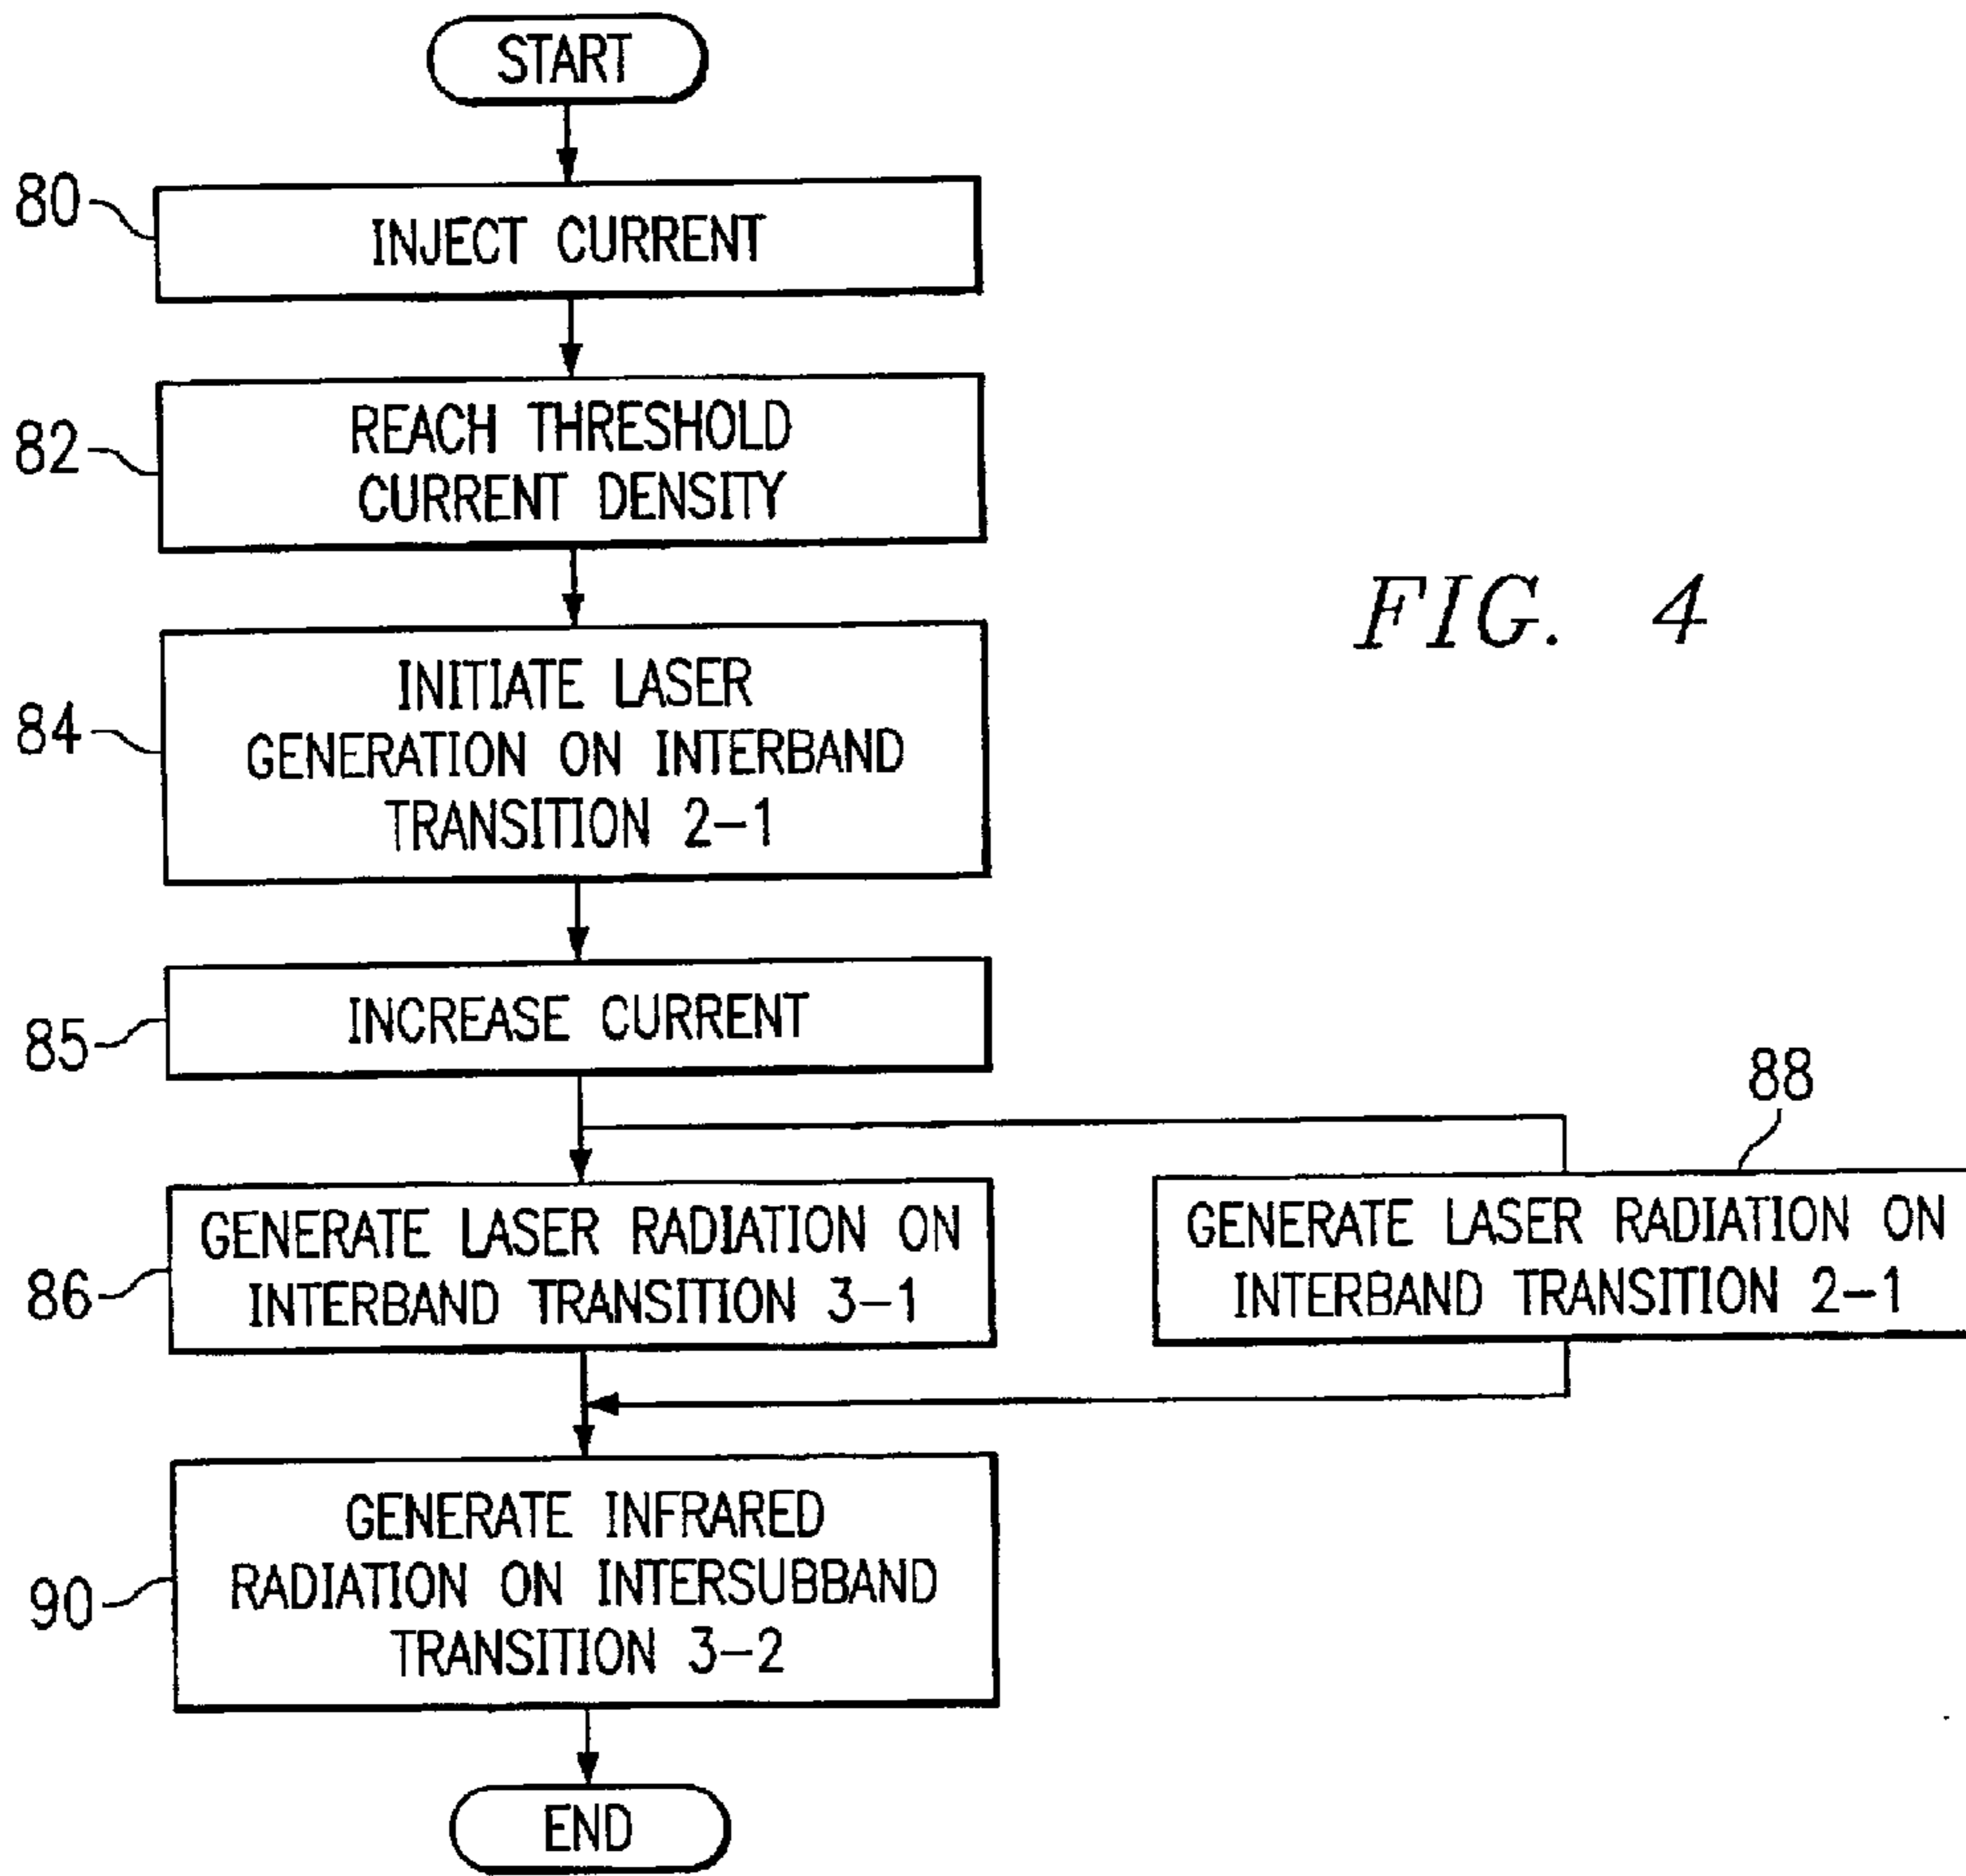 START
80
INJECT CURRENT
82
REACH THRESHOLD
CURRENT DENSITY
FIG. 4
84
INITIATE LASER
GENERATION ON INTERBAND
TRANSITION 2-1
85
INCREASE CURRENT
88
86
GENERATE LASER RADIATION ON
INTERBAND TRANSITION 3-1
GENERATE LASER RADIATION ON
INTERBAND TRANSITION 2-1
90
GENERATE INFRARED
RADIATION ON INTERSUBBAND
TRANSITION 3-2
END